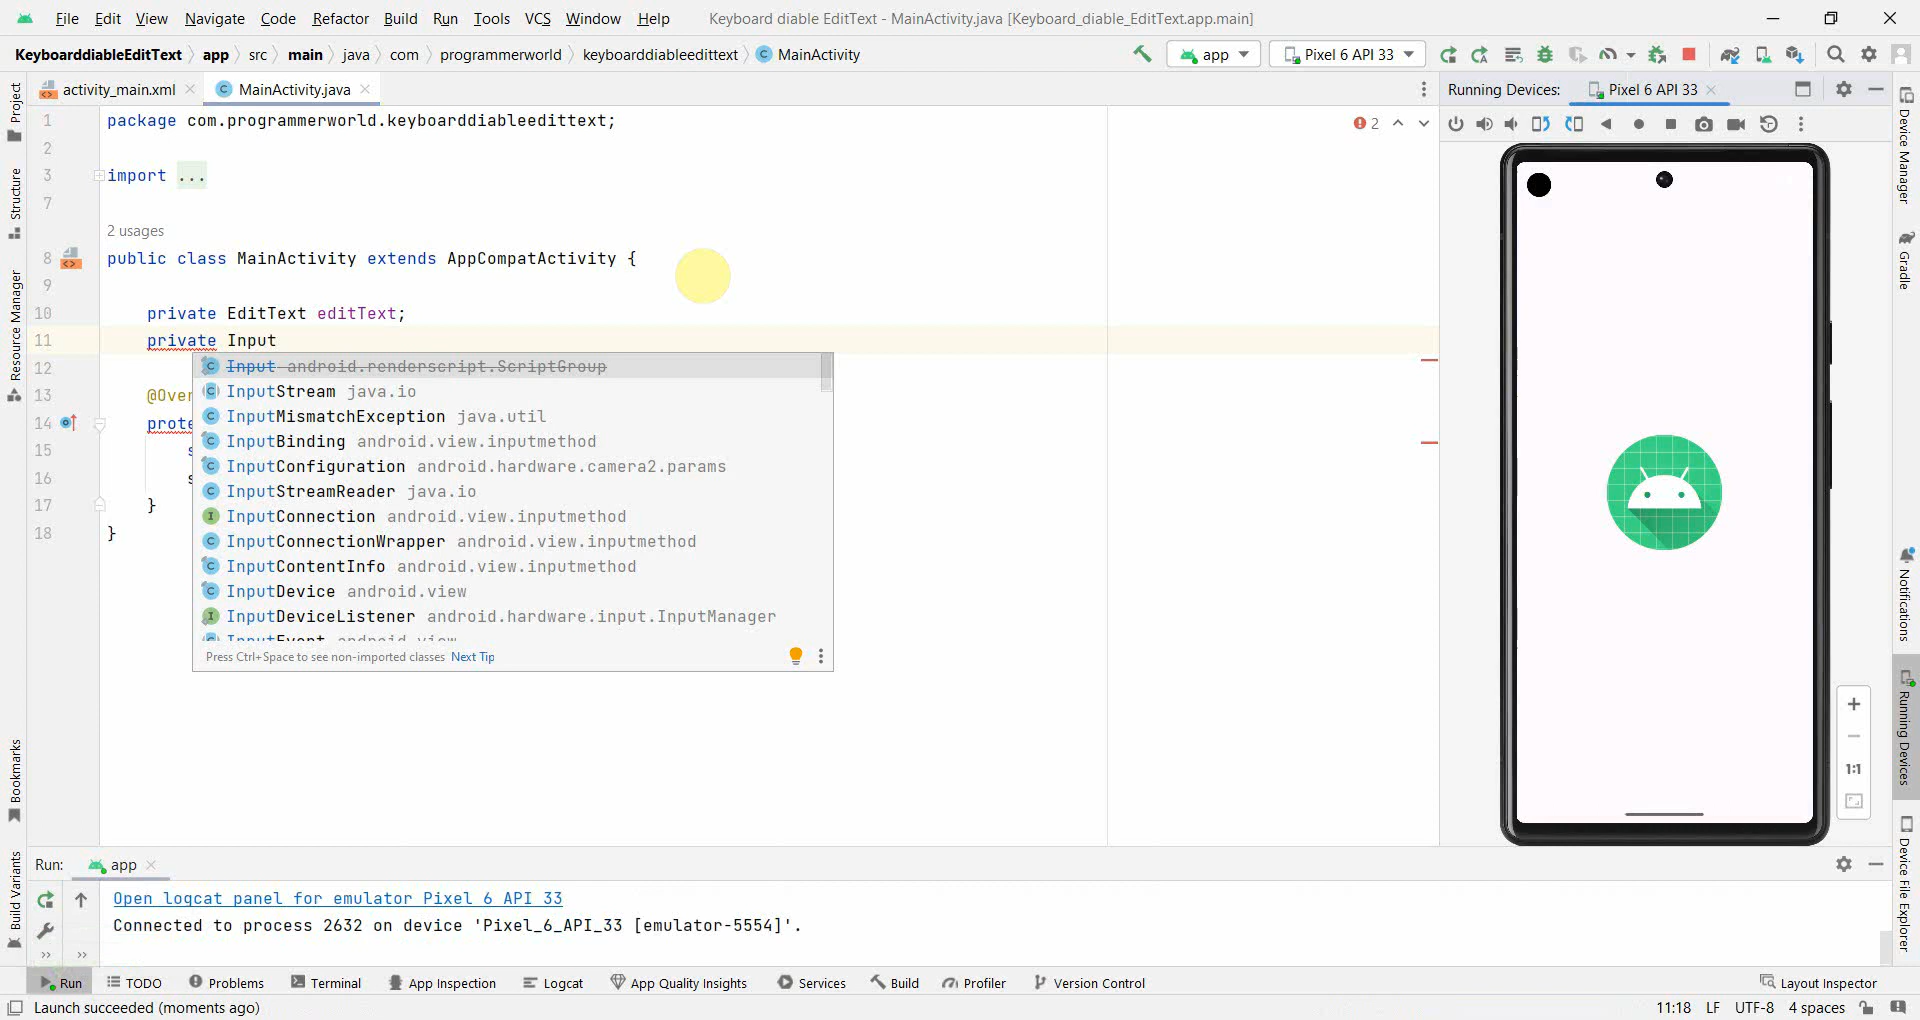 File Edit View Navigate Code Refactor Build Run Tools VCS Window Help Keyboard diable EditText - MainActivity.java [Keyboard_diable_EditText.app.main]
KeyboarddiableEditText app src main java com programmerworld keyboarddiableedittext MainActivity app Pixel 6 API 33
activity_main.xml MainActivity.java Running Devices: Pixel 6 API 33
1 package com.programmerworld.keyboarddiableedittext; 2
2
3 import ...
7
2 usages
8 public class MainActivity extends AppCompatActivity {
9
10 private EditText editText;
11 private Input
12
13 @Over
14 prote
15 s
16 s
17 }
18 }
Input android.renderscript.ScriptGroup
InputStream java.io
InputMismatchException java.util
InputBinding android.view.inputmethod
InputConfiguration android.hardware.camera2.params
InputStreamReader java.io
InputConnection android.view.inputmethod
InputConnectionWrapper android.view.inputmethod
InputContentInfo android.view.inputmethod
InputDevice android.view
InputDeviceListener android.hardware.input.InputManager
InputEvent android.view
Press Ctrl+Space to see non-imported classes Next Tip
Project
Structure
Resource Manager
Bookmarks
Build Variants
Device Manager
Gradle
Notifications
Running Devices
Device File Explorer
1:1
Run: app
Open logcat panel for emulator Pixel 6 API 33
Connected to process 2632 on device 'Pixel_6_API_33 [emulator-5554]'.
Run TODO Problems Terminal App Inspection Logcat App Quality Insights Services Build Profiler Version Control Layout Inspector
Launch succeeded (moments ago) 11:18 LF UTF-8 4 spaces